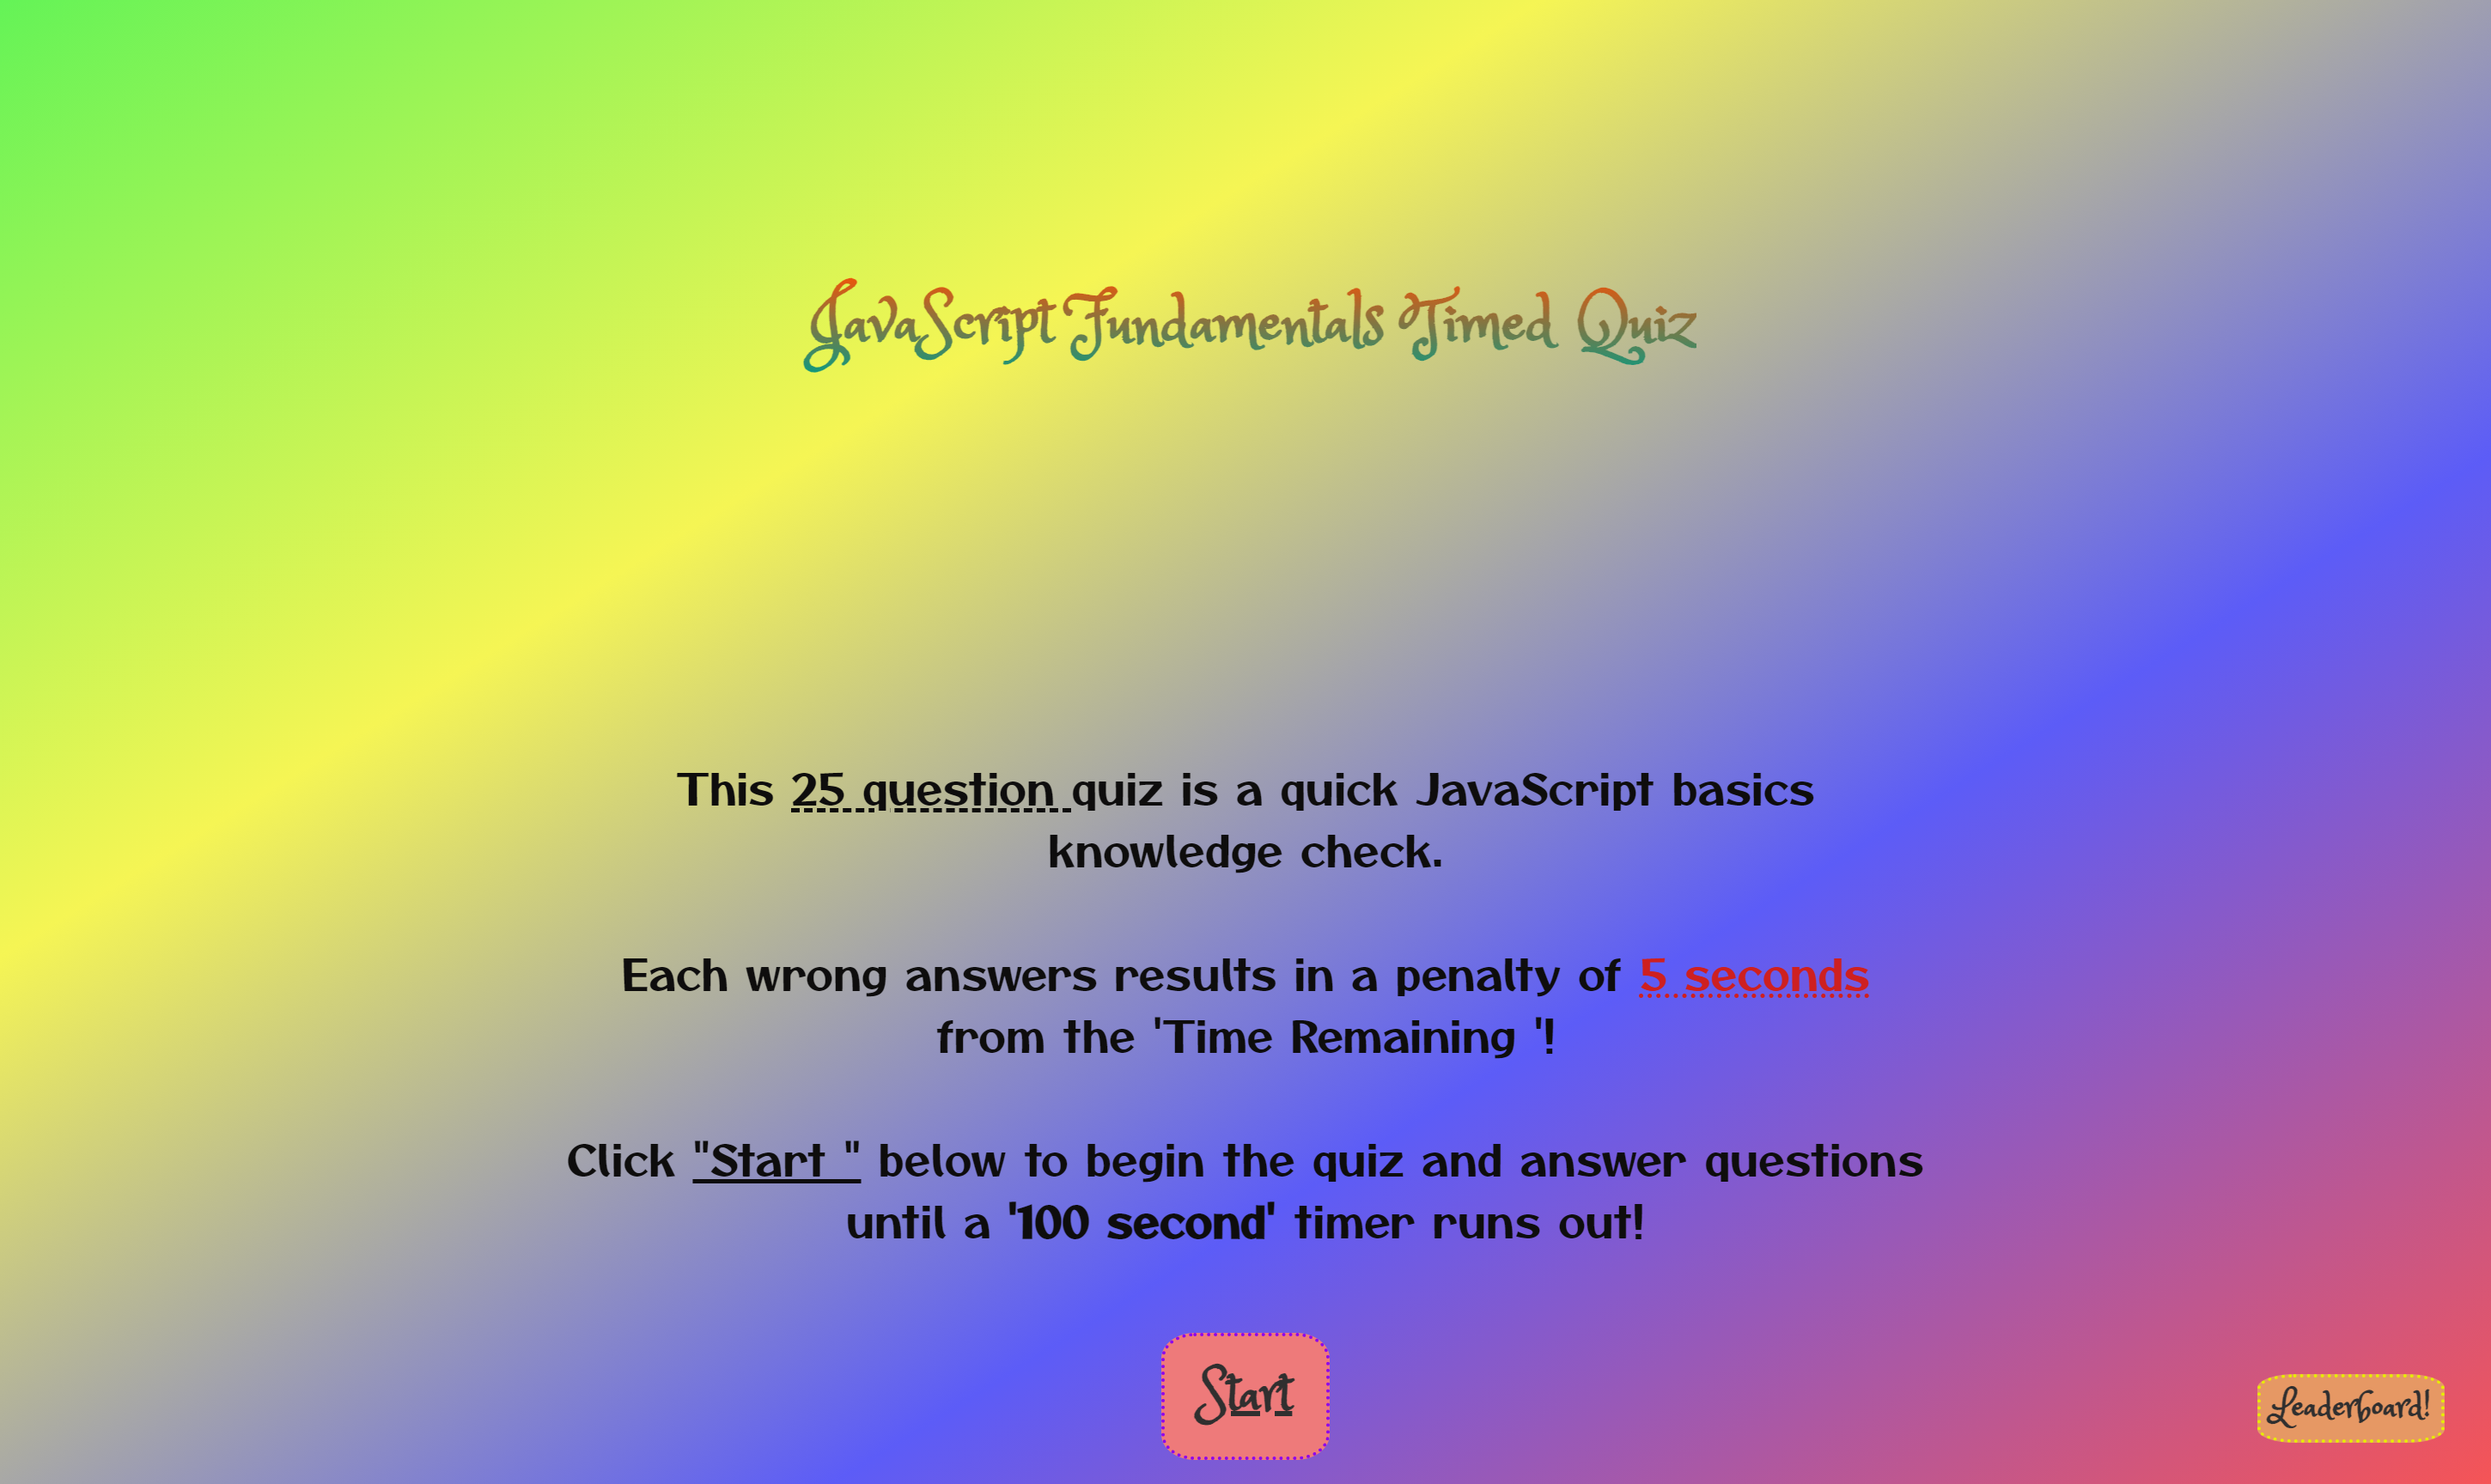 JavaScript Fundamentals Timed Quiz
This 25 question quiz is a quick JavaScript basics
knowledge check.
Each wrong answers results in a penalty of 5 seconds
from the 'Time Remaining '!
Click "Start " below to begin the quiz and answer questions
until a '100 second' timer runs out!
Start
Leaderboard!